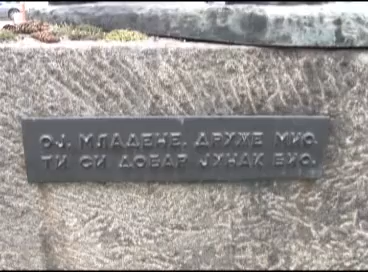 ОЈ, МЛАДЕНЕ, ДРУЖЕ МИО.
ТИ СИ ДОБАР ЈУНАК БИО.